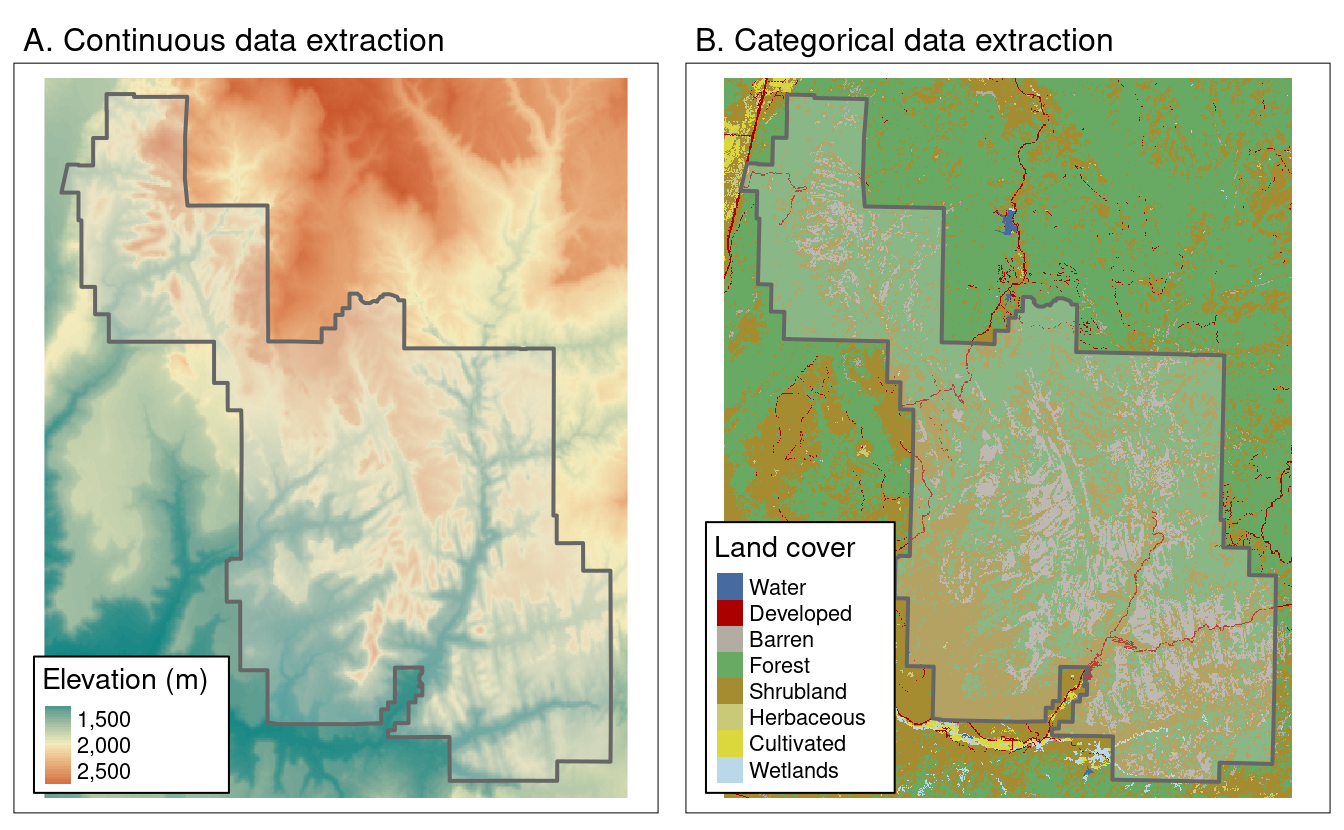 A. Continuous data extraction
Elevation (m)
1,500
2,000
2,500
B. Categorical data extraction
Land cover
Water
Developed
Barren
Forest
Shrubland
Herbaceous
Cultivated
Wetlands